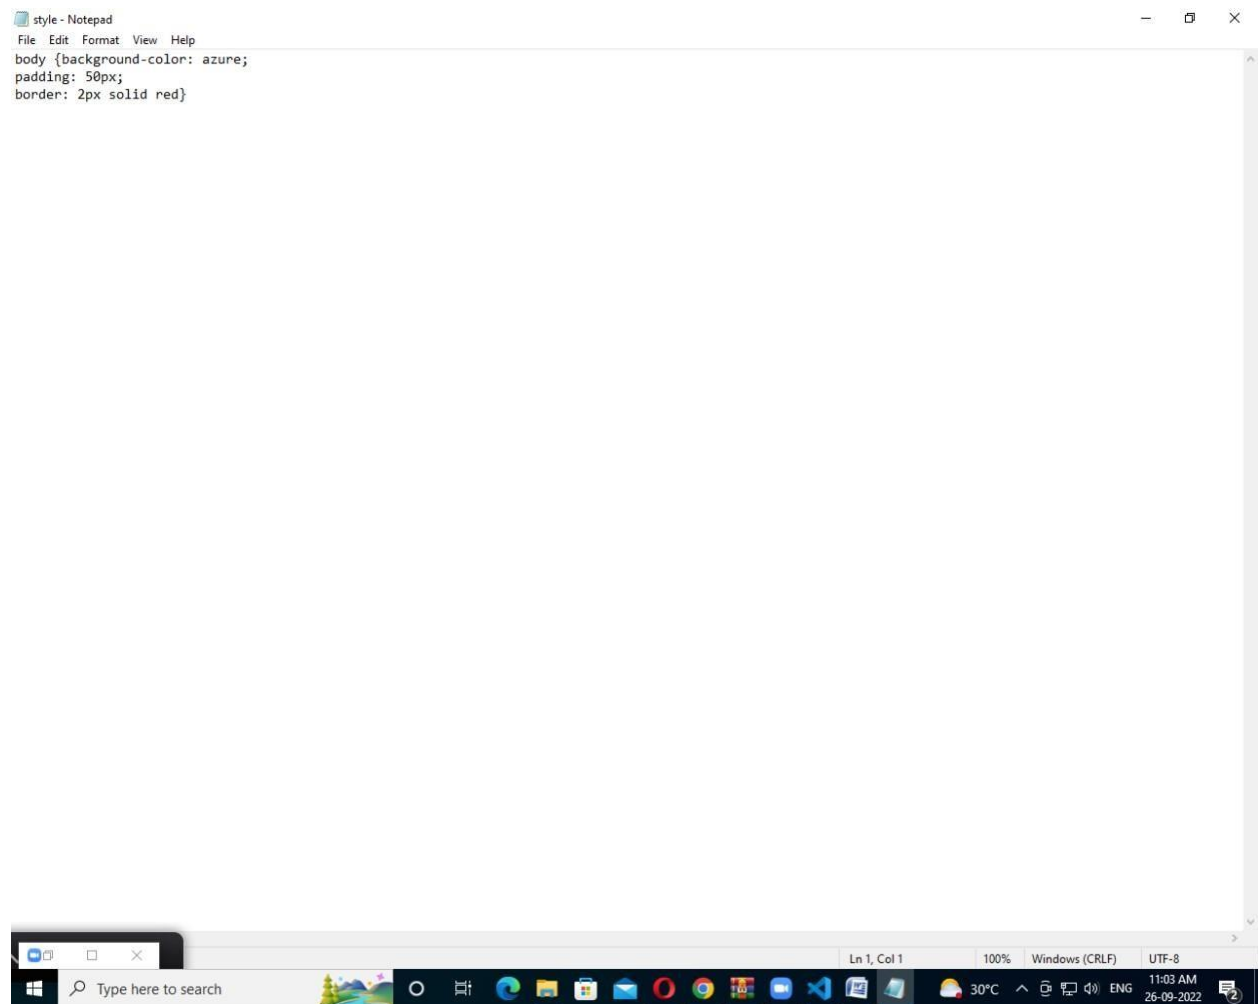 style - Notepad
File Edit Format View Help
body {background-color: azure;
padding: 50px;
border: 2px solid red}
Ln 1, Col 1 100% Windows (CRLF) UTF-8
Type here to search
30°C ENG
11:03 AM
26-09-2022
2